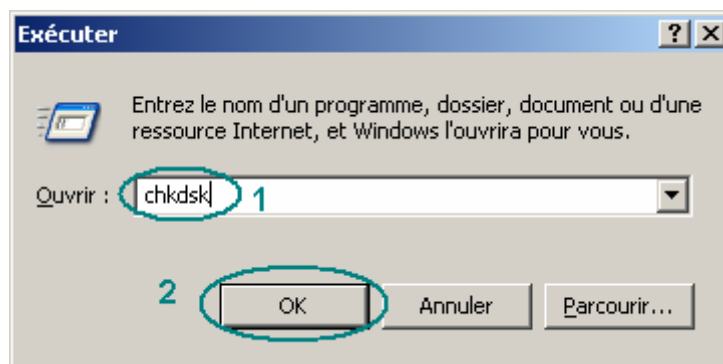 Exécuter
Entrez le nom d'un programme, dossier, document ou d'une
ressource Internet, et Windows l'ouvrira pour vous.
Ouvrir : chkdsk 1
2 OK Annuler Parcourir...